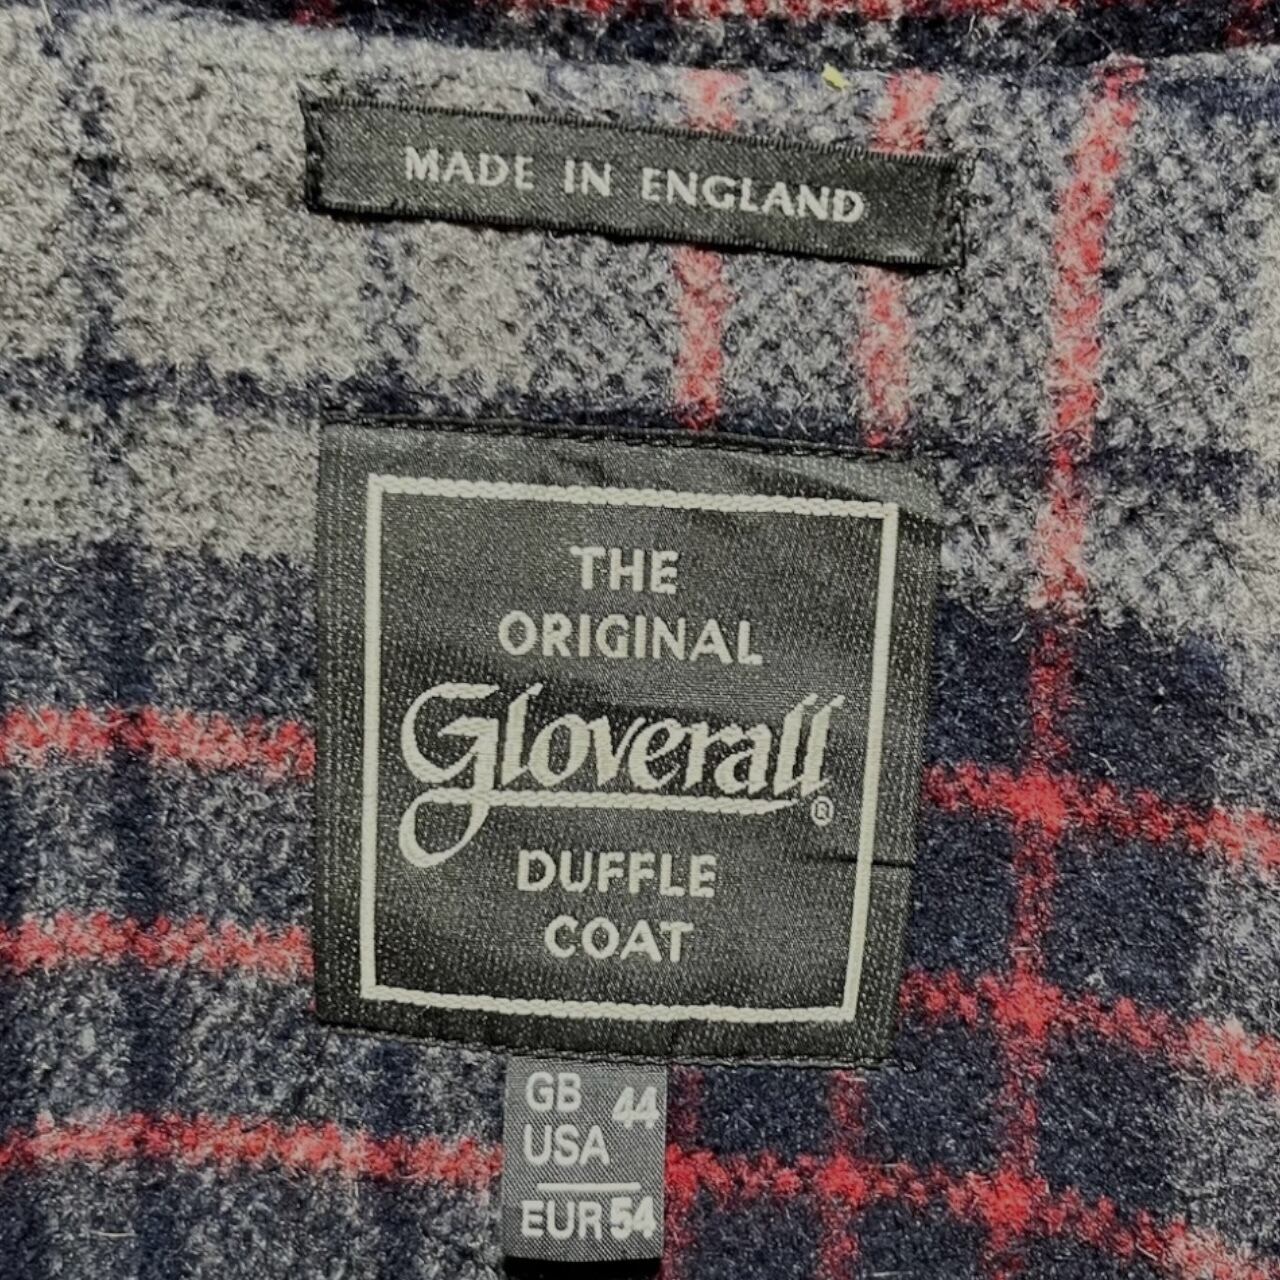 MADE IN ENGLAND
THE
ORIGINAL
Gloverall®
DUFFLE
COAT
GB 44
USA
EUR 54